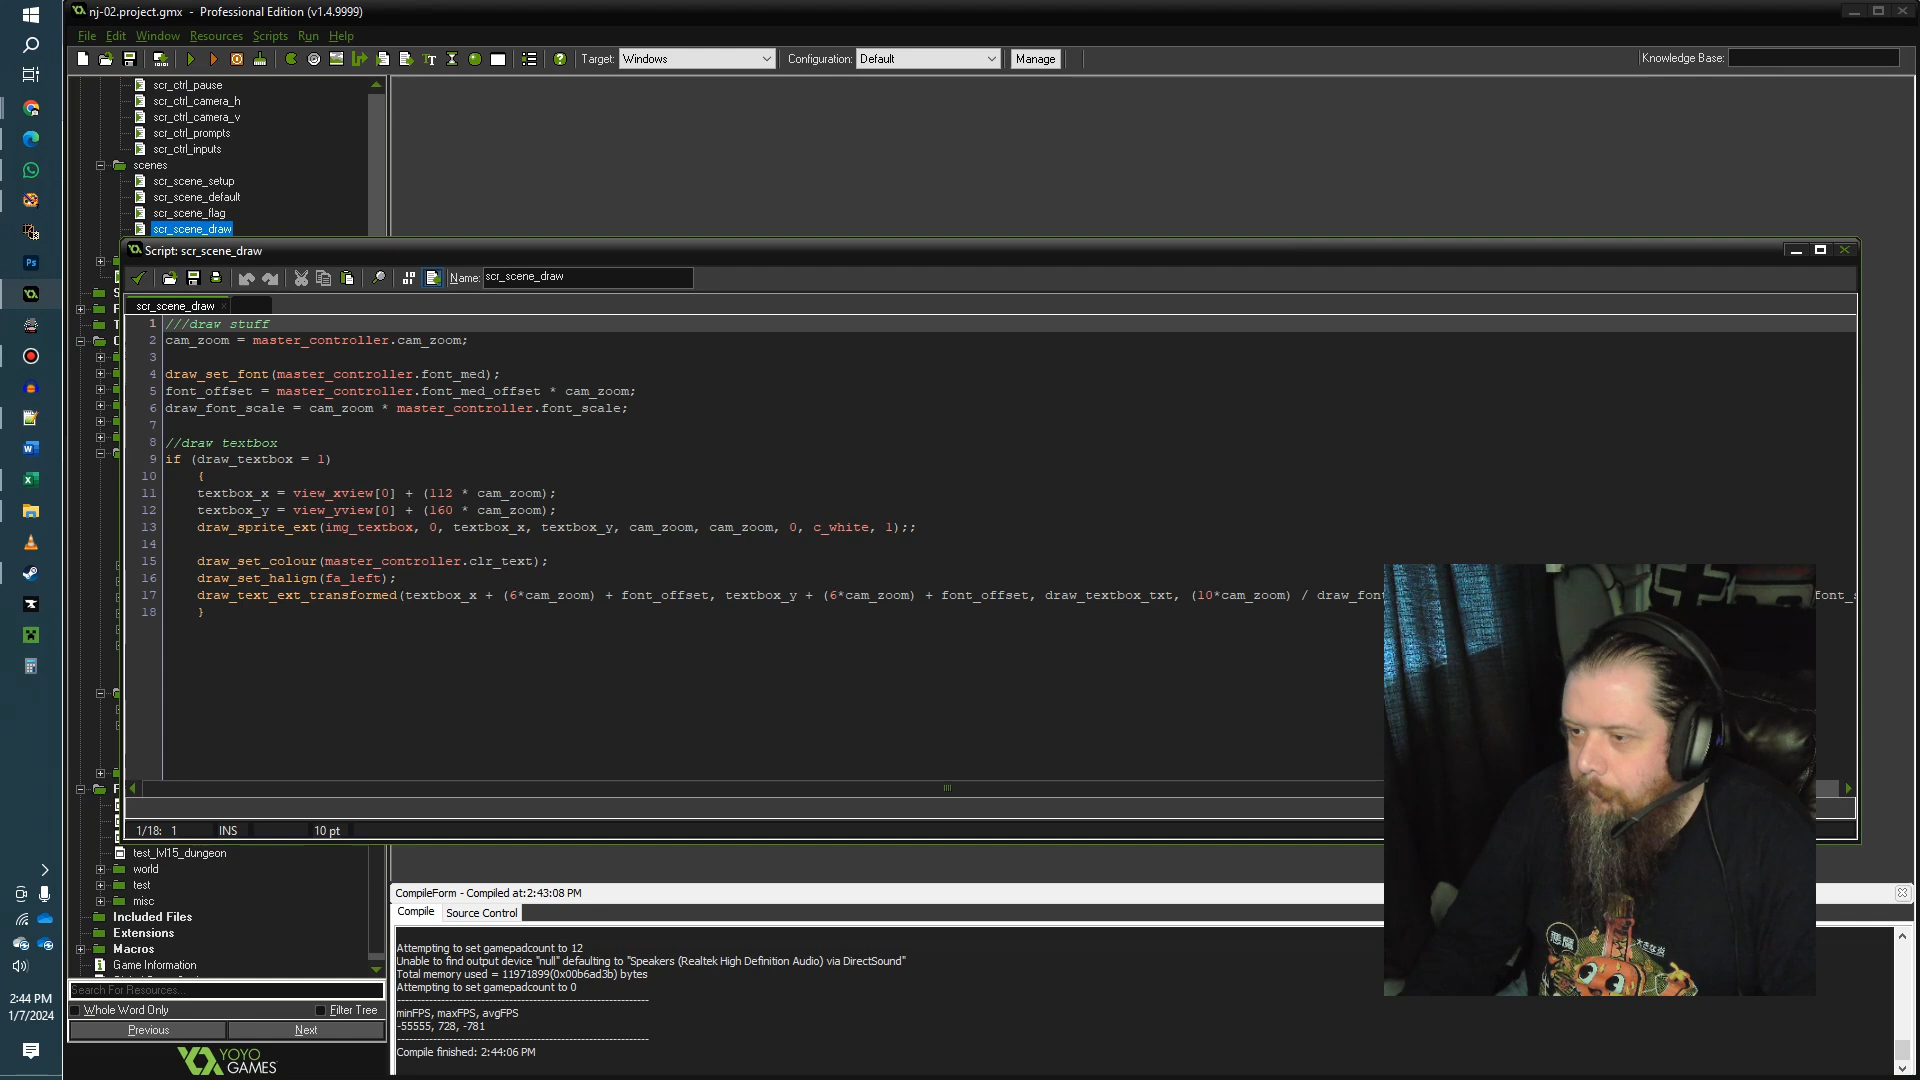 nj-02.project.gmx - Professional Edition (v1.4.9999)
File Edit Window Resources Scripts Run Help
Target: Windows Configuration: Default Manage Knowledge Base:
scr_ctrl_pause
scr_ctrl_camera_h
scr_ctrl_camera_v
scr_ctrl_prompts
scr_ctrl_inputs
scenes
scr_scene_setup
scr_scene_default
scr_scene_flag
scr_scene_draw
Script: scr_scene_draw
Name: scr_scene_draw
scr_scene_draw
1 ///draw stuff
2 cam_zoom = master_controller.cam_zoom;
3
4 draw_set_font(master_controller.font_med);
5 font_offset = master_controller.font_med_offset * cam_zoom;
6 draw_font_scale = cam_zoom * master_controller.font_scale;
7
8 //draw textbox
9 if (draw_textbox = 1)
10 {
11 textbox_x = view_xview[0] + (112 * cam_zoom);
12 textbox_y = view_yview[0] + (160 * cam_zoom);
13 draw_sprite_ext(img_textbox, 0, textbox_x, textbox_y, cam_zoom, cam_zoom, 0, c_white, 1);;
14
15 draw_set_colour(master_controller.clr_text);
16 draw_set_halign(fa_left);
17 draw_text_ext_transformed(textbox_x + (6*cam_zoom) + font_offset, textbox_y + (6*cam_zoom) + font_offset, draw_textbox_txt, (10*cam_zoom) / draw_fon
18 }
1/18: 1 INS 10 pt
test_lvl15_dungeon
world
test
misc
Included Files
Extensions
Macros
Game Information
Search For Resources...
Whole Word Only Filter Tree
Previous Next
YOYO
GAMES
CompileForm - Compiled at:2:43:08 PM
Compile Source Control
Attempting to set gamepadcount to 12
Unable to find output device "null" defaulting to "Speakers (Realtek High Definition Audio) via DirectSound"
Total memory used = 11971899(0x00b6ad3b) bytes
Attempting to set gamepadcount to 0
minFPS, maxFPS, avgFPS
-55555, 728, -781
Compile finished: 2:44:06 PM
2:44 PM
1/7/2024
悪魔
大きな炎